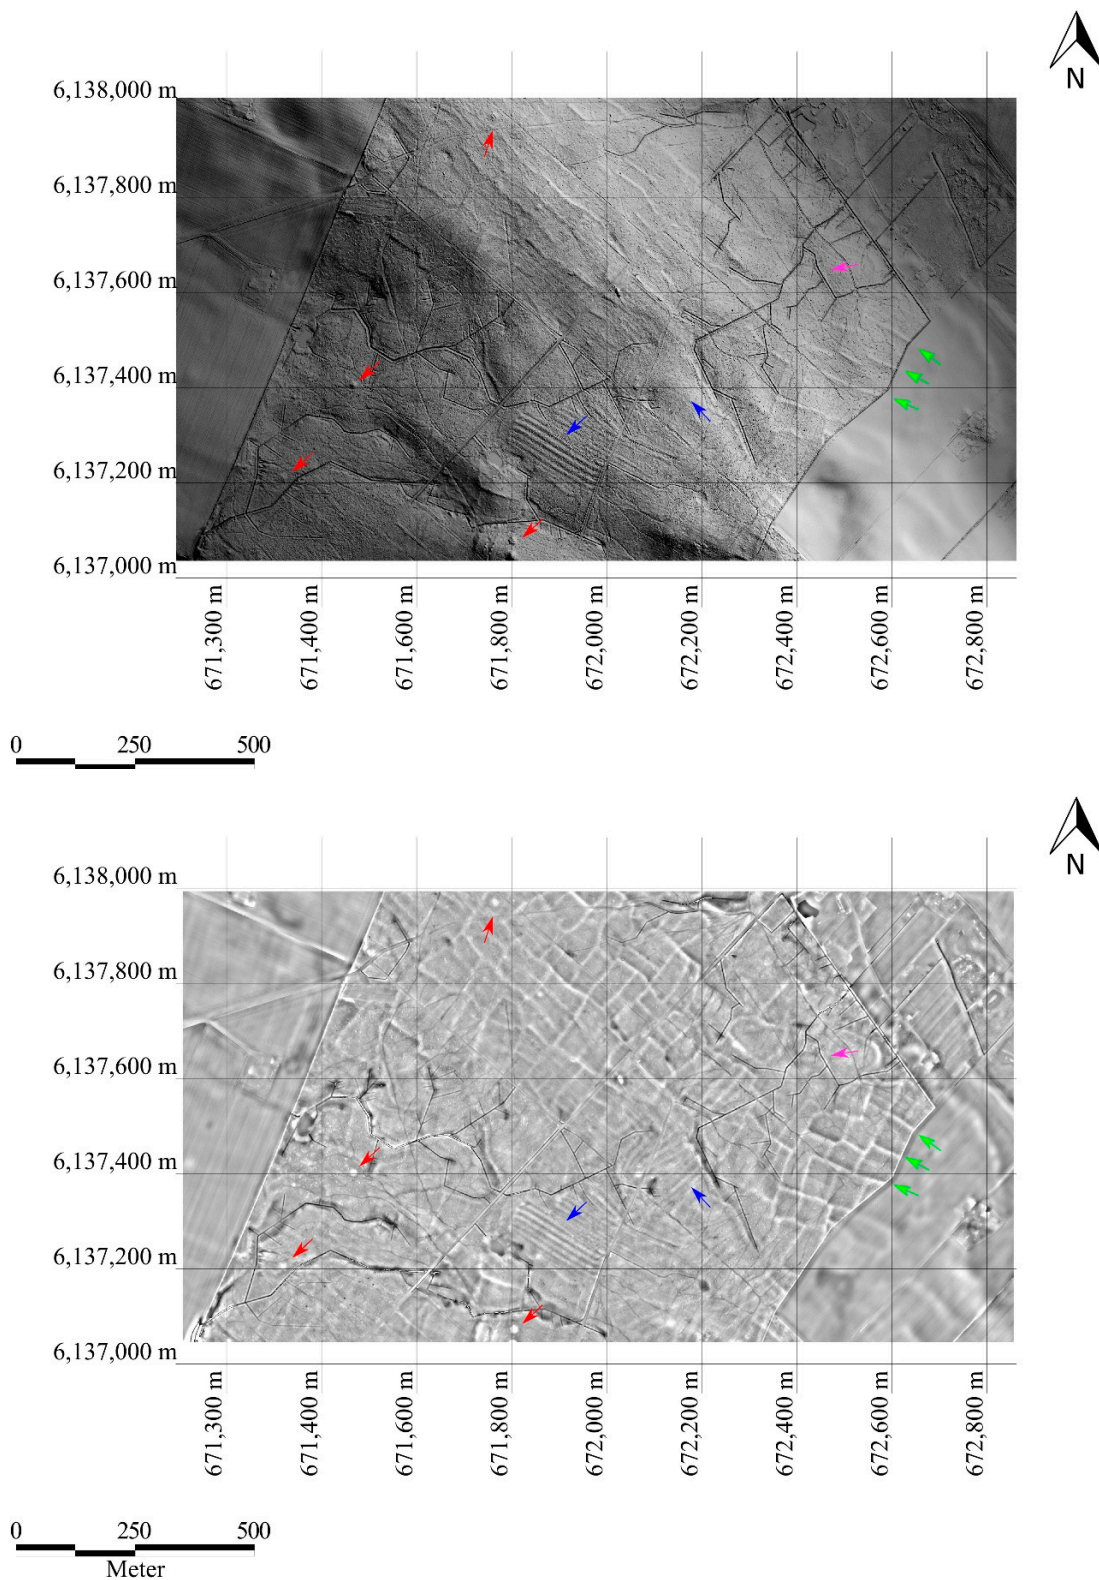 N
6,138,000 m
6,137,800 m
6,137,600 m
6,137,400 m
6,137,200 m
6,137,000 m
671,300 m
671,400 m
671,600 m
671,800 m
672,000 m
672,200 m
672,400 m
672,600 m
672,800 m
0 250 500
N
6,138,000 m
6,137,800 m
6,137,600 m
6,137,400 m
6,137,200 m
6,137,000 m
671,300 m
671,400 m
671,600 m
671,800 m
672,000 m
672,200 m
672,400 m
672,600 m
672,800 m
0 250 500
Meter